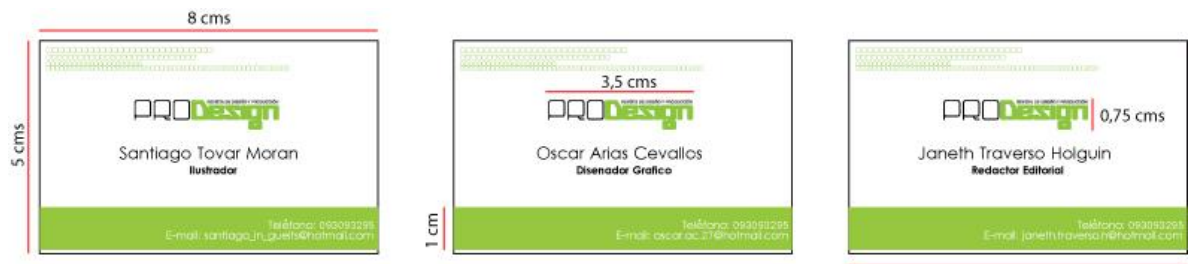 8 cms
5 cms
PRODesign
Santiago Tovar Moran
Ilustrador
Teléfono: 093093295
E-mail: santiago_in_guetts@hotmail.com
3,5 cms
PRODesign
Oscar Arias Cevallos
Disenador Grafico
1 cm
Teléfono: 093093295
E-mail: oscar.ac.27@hotmail.com
PRODesign
0,75 cms
Janeth Traverso Holguin
Redactor Editorial
Teléfono: 093093295
E-mail: janeth.traverso.h@hotmail.com